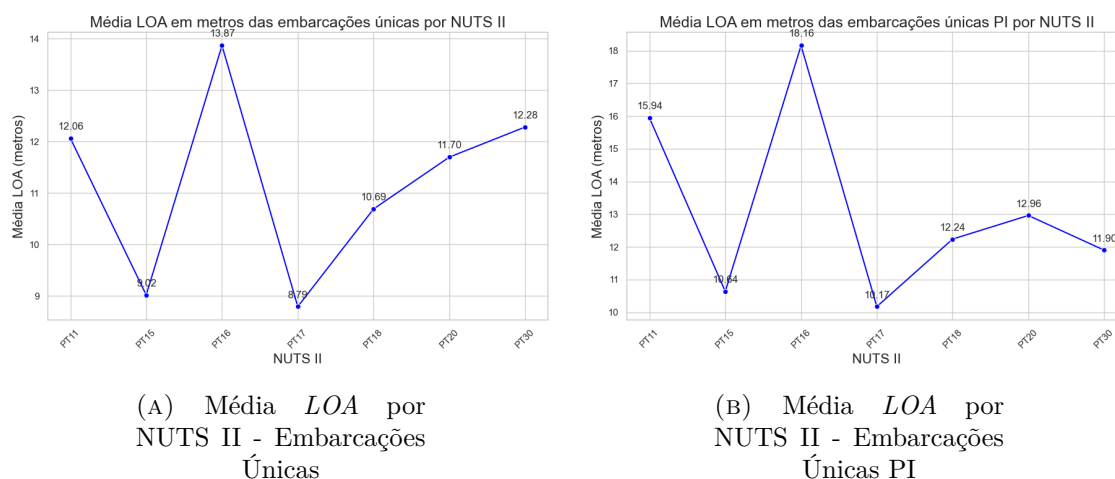 Média LOA em metros das embarcações únicas por NUTS II
14
13
12
11
10
9
Média LOA (metros)
12.06
9.02
13.87
8.79
10.69
11.70
12.28
PT11
PT15
PT16
PT17
PT18
PT20
PT30
NUTS II
(A) Média LOA por
NUTS II - Embarcações
Únicas
Média LOA em metros das embarcações únicas PI por NUTS II
18
17
16
15
14
13
12
11
10
Média LOA (metros)
15.94
10.64
18.16
10.17
12.24
12.96
11.90
PT11
PT15
PT16
PT17
PT18
PT20
PT30
NUTS II
(B) Média LOA por
NUTS II - Embarcações
Únicas PI